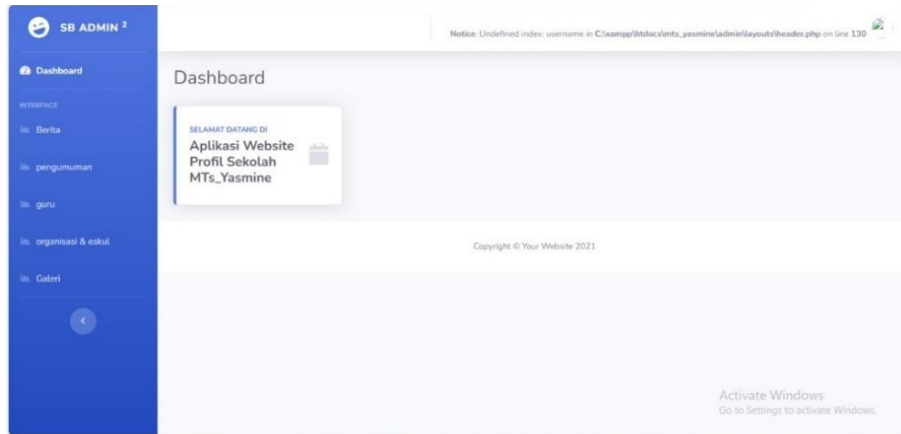 SB ADMIN 2
Notice: Undefined index: username in C:\xampp\htdocs\mts_yasmine\admin\layouts\header.php on line 130
Dashboard
Dashboard
INTERFACE
Berita
SELAMAT DATANG DI
Aplikasi Website
Profil Sekolah
MTs_Yasmine
pengumuman
guru
organisasi & eskul
Copyright © Your Website 2021
Galeri
Activate Windows
Go to Settings to activate Windows.